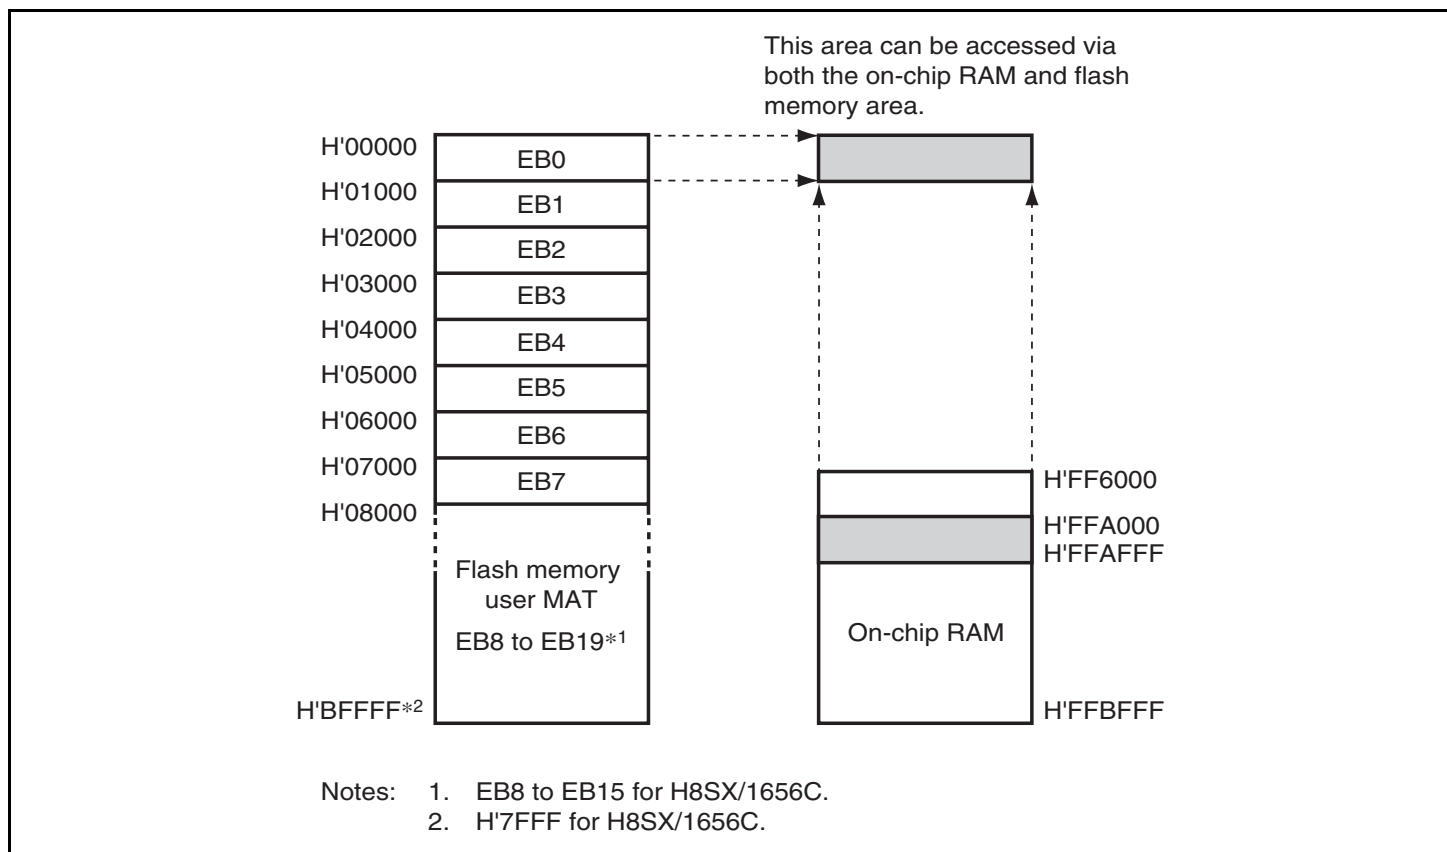 This area can be accessed via
both the on-chip RAM and flash
memory area.
H'00000
EB0
H'01000
EB1
H'02000
EB2
H'03000
EB3
H'04000
EB4
H'05000
EB5
H'06000
EB6
H'07000
EB7
H'08000
Flash memory
user MAT
EB8 to EB19*1
H'BFFFF*2
H'FF6000
H'FFA000
H'FFAFFF
On-chip RAM
H'FFBFFF
Notes: 1. EB8 to EB15 for H8SX/1656C.
2. H'7FFF for H8SX/1656C.